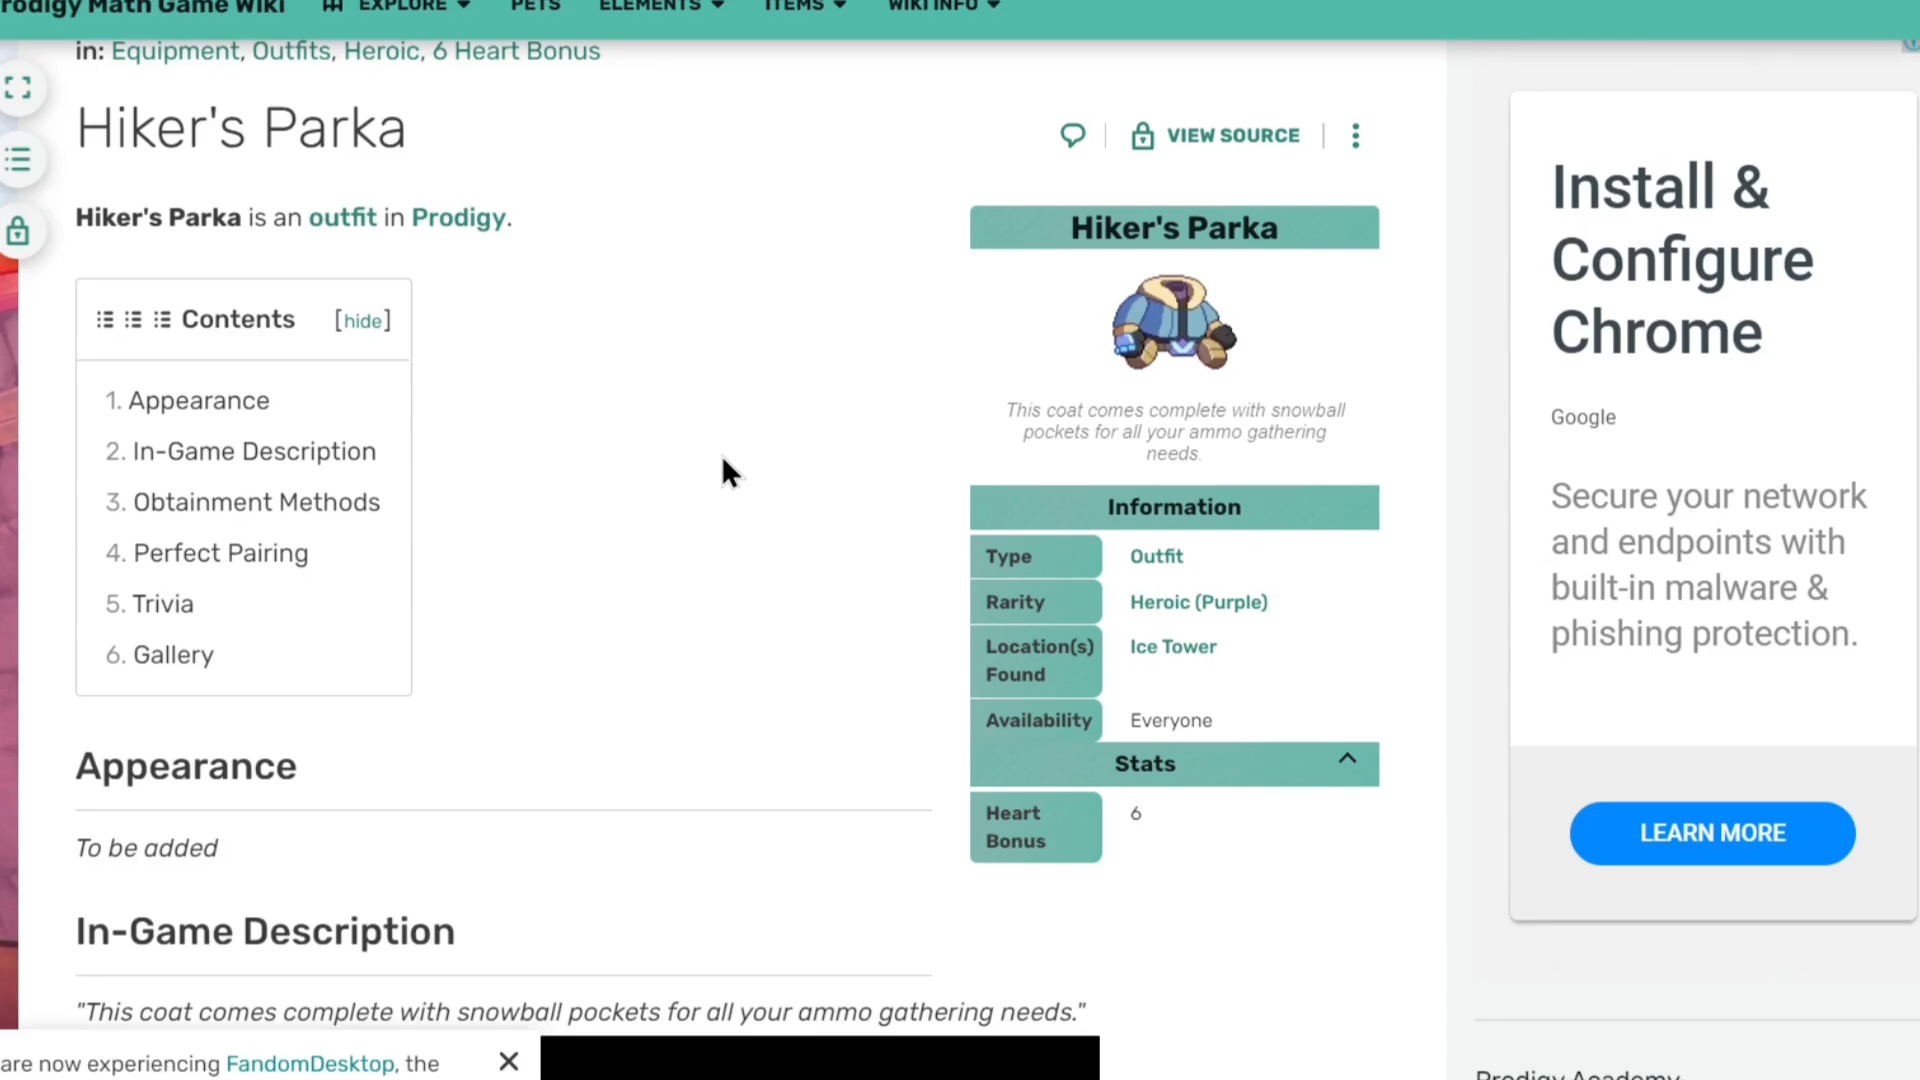 rodigy Math Game Wiki
EXPLORE
PETS
ELEMENTS
ITEMS
WIKI INFO
in: Equipment, Outfits, Heroic, 6 Heart Bonus
Hiker's Parka
VIEW SOURCE
Hiker's Parka is an outfit in Prodigy.
Contents [hide]
1. Appearance
2. In-Game Description
3. Obtainment Methods
4. Perfect Pairing
5. Trivia
6. Gallery
Appearance
To be added
In-Game Description
"This coat comes complete with snowball pockets for all your ammo gathering needs."
Hiker's Parka
This coat comes complete with snowball
pockets for all your ammo gathering
needs.
Information
Type Outfit
Rarity Heroic (Purple)
Location(s) Ice Tower
Found
Availability Everyone
Stats
Heart 6
Bonus
Install &
Configure
Chrome
Google
Secure your network
and endpoints with
built-in malware &
phishing protection.
LEARN MORE
are now experiencing FandomDesktop, the
Prodigy Academy